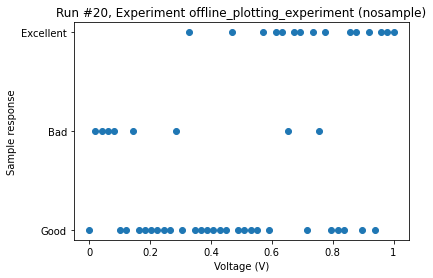 Run #20, Experiment offline_plotting_experiment (nosample)
Excellent
Bad
Good
Sample response
0 0.2 0.4 0.6 0.8 1
Voltage (V)